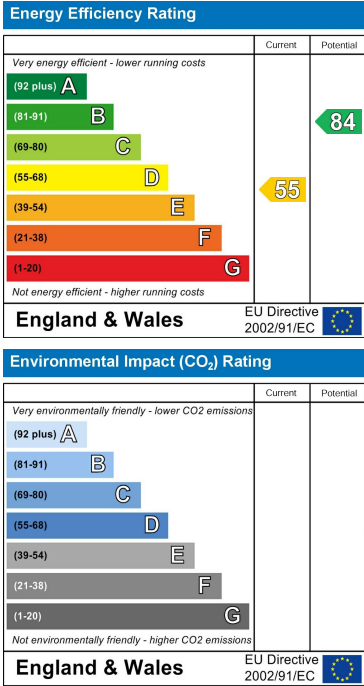 Energy Efficiency Rating
Current Potential
Very energy efficient - lower running costs
(92 plus) A
(81-91) B
84
(69-80) C
(55-68) D
55
(39-54) E
(21-38) F
(1-20) G
Not energy efficient - higher running costs
England & Wales
EU Directive
2002/91/EC
Environmental Impact (CO₂) Rating
Current Potential
Very environmentally friendly - lower CO2 emissions
(92 plus) A
(81-91) B
(69-80) C
(55-68) D
(39-54) E
(21-38) F
(1-20) G
Not environmentally friendly - higher CO2 emissions
England & Wales
EU Directive
2002/91/EC